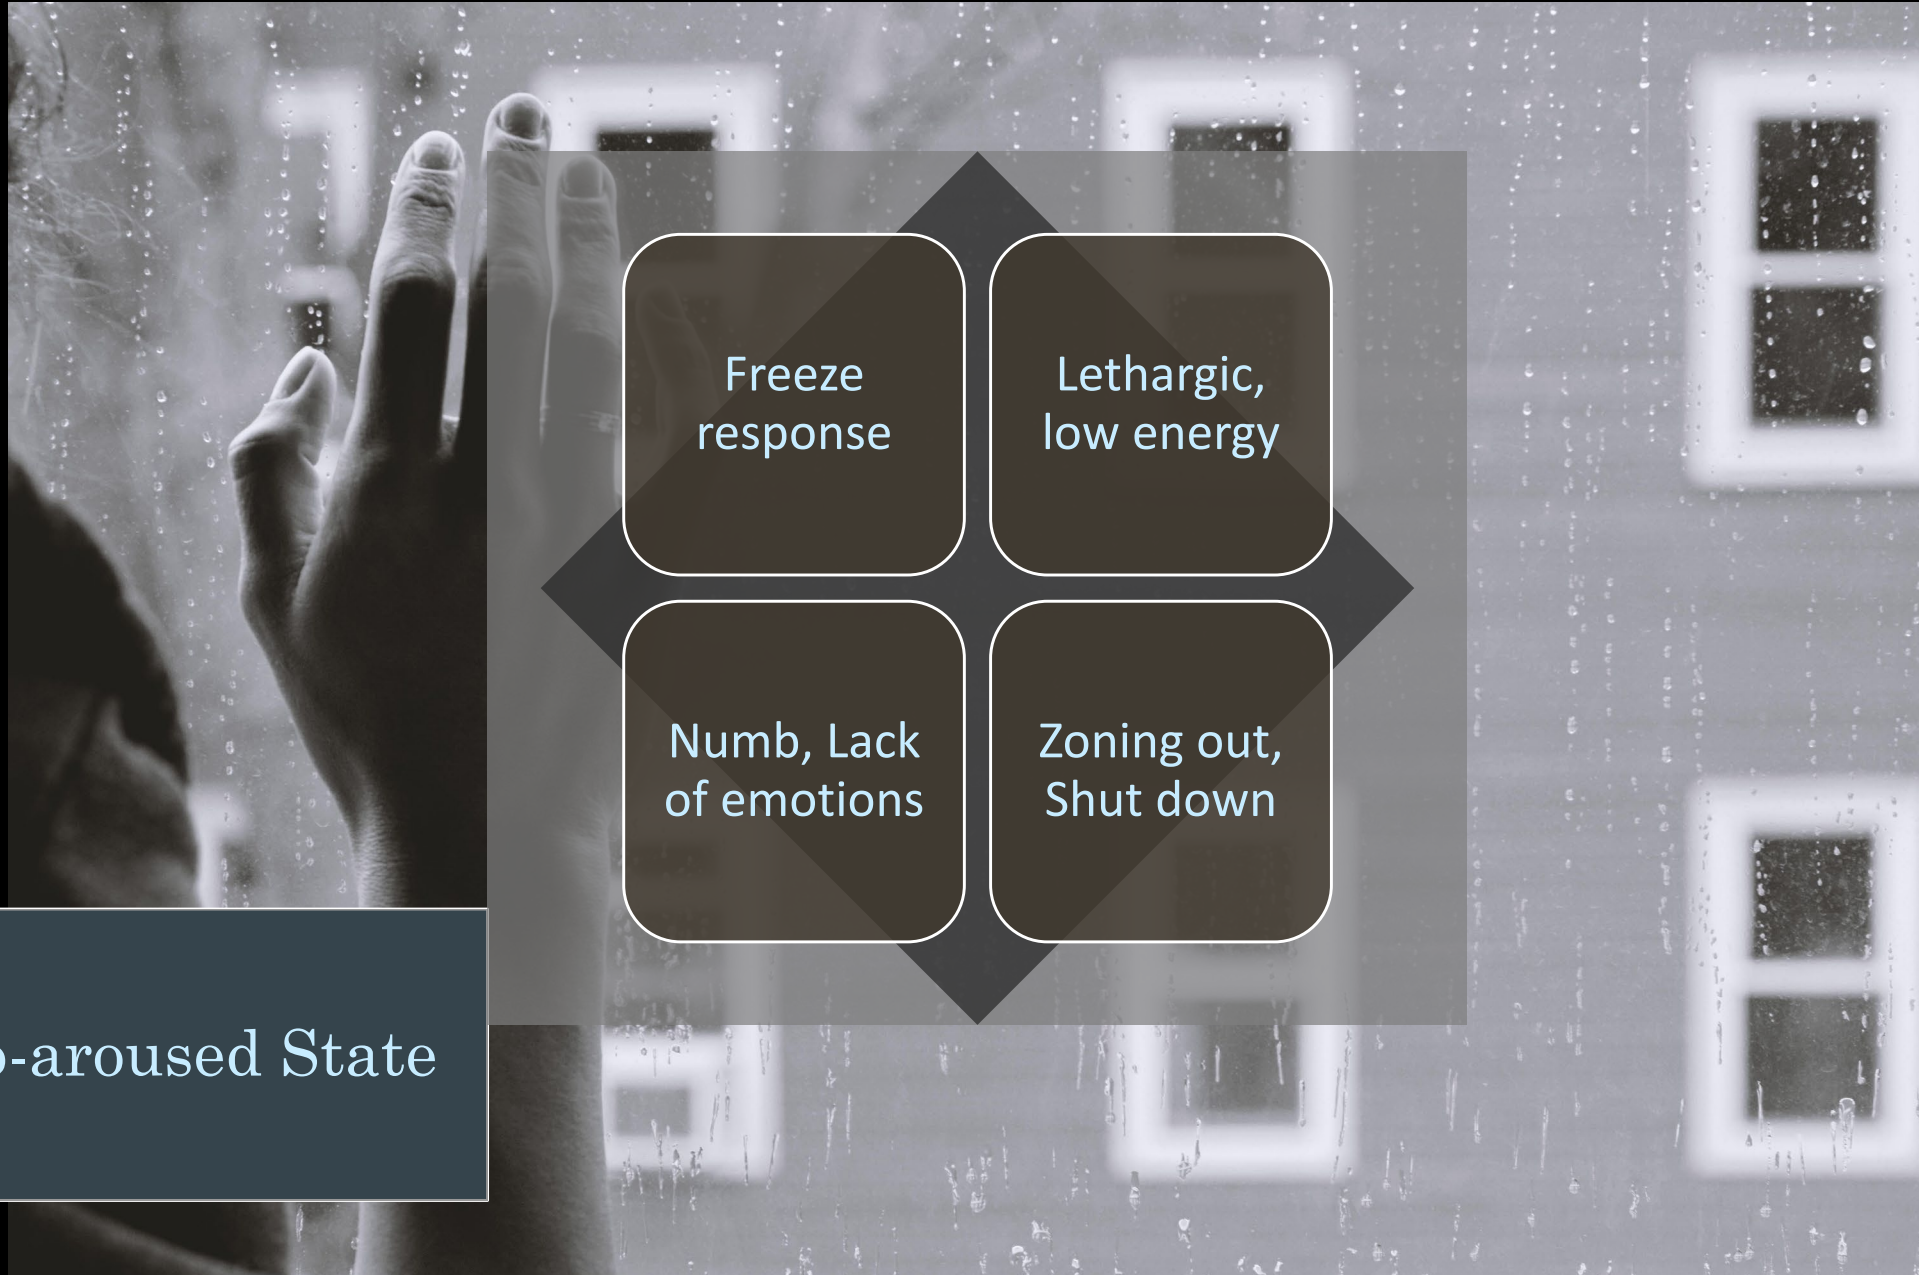 Freeze
response
Lethargic,
low energy
Numb, Lack
of emotions
Zoning out,
Shut down
-aroused State